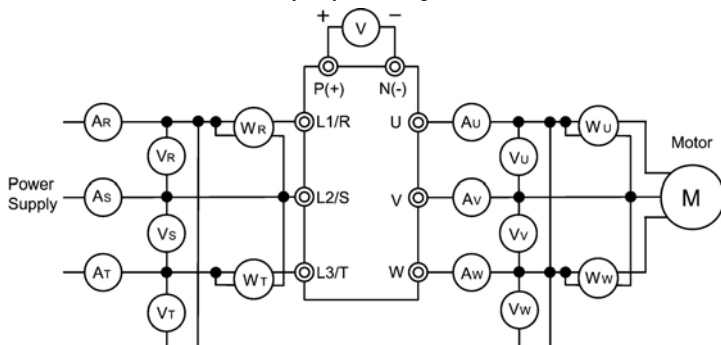 + V −
P(+) N(-)
AR WR L1/R U AU WU Motor
VR VU
Power Supply AS L2/S V AV M
VS VV
AT WT L3/T W AW WW
VT VW